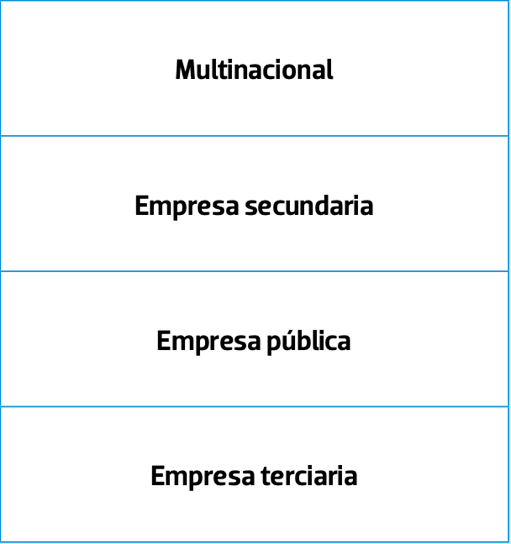 Multinacional
Empresa secundaria
Empresa pública
Empresa terciaria